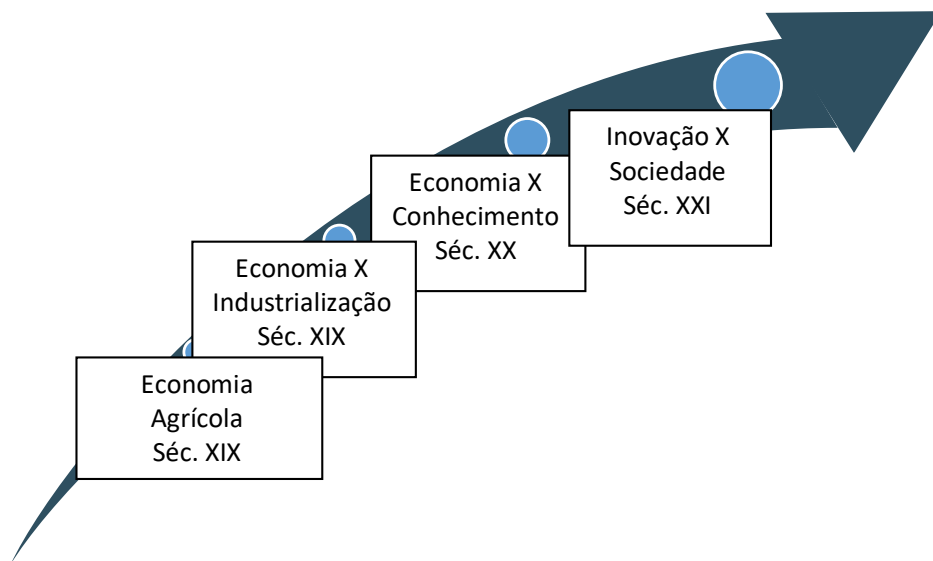 Economia
Agrícola
Séc. XIX
Economia X
Industrialização
Séc. XIX
Economia X
Conhecimento
Séc. XX
Inovação X
Sociedade
Séc. XXI